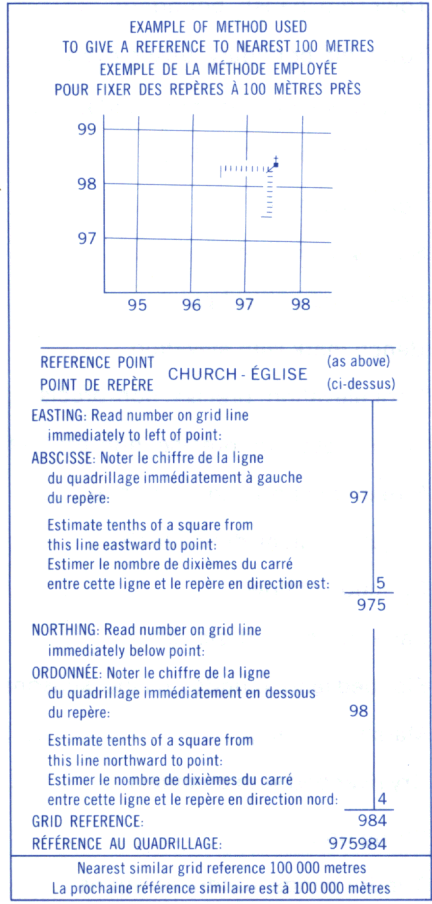 EXAMPLE OF METHOD USED
TO GIVE A REFERENCE TO NEAREST 100 METRES
EXEMPLE DE LA MÉTHODE EMPLOYÉE
POUR FIXER DES REPÈRES À 100 MÈTRES PRÈS
99
98
97
95 96 97 98
REFERENCE POINT
POINT DE REPÈRE
CHURCH - ÉGLISE
(as above)
(ci-dessus)
EASTING: Read number on grid line
immediately to left of point:
ABSCISSE: Noter le chiffre de la ligne
du quadrillage immédiatement à gauche
du repère: 97
Estimate tenths of a square from
this line eastward to point:
Estimer le nombre de dixièmes du carré
entre cette ligne et le repère en direction est: 5
975
NORTHING: Read number on grid line
immediately below point:
ORDONNÉE: Noter le chiffre de la ligne
du quadrillage immédiatement en dessous
du repère: 98
Estimate tenths of a square from
this line northward to point:
Estimer le nombre de dixièmes du carré
entre cette ligne et le repère en direction nord: 4
GRID REFERENCE: 984
RÉFÉRENCE AU QUADRILLAGE: 975984
Nearest similar grid reference 100 000 metres
La prochaine référence similaire est à 100 000 mètres